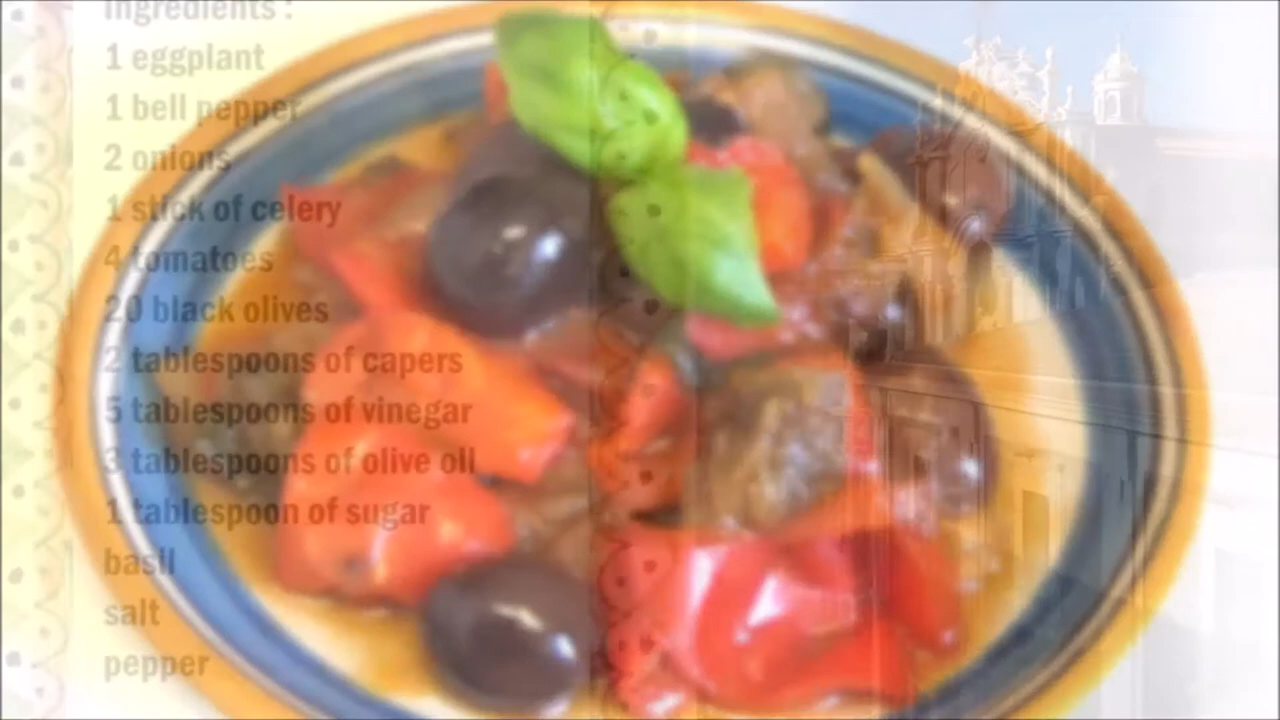 Ingredients :
1 eggplant
1 bell pepper
2 onions
1 stick of celery
4 tomatoes
20 black olives
2 tablespoons of capers
5 tablespoons of vinegar
3 tablespoons of olive oil
1 tablespoon of sugar
basil
salt
pepper